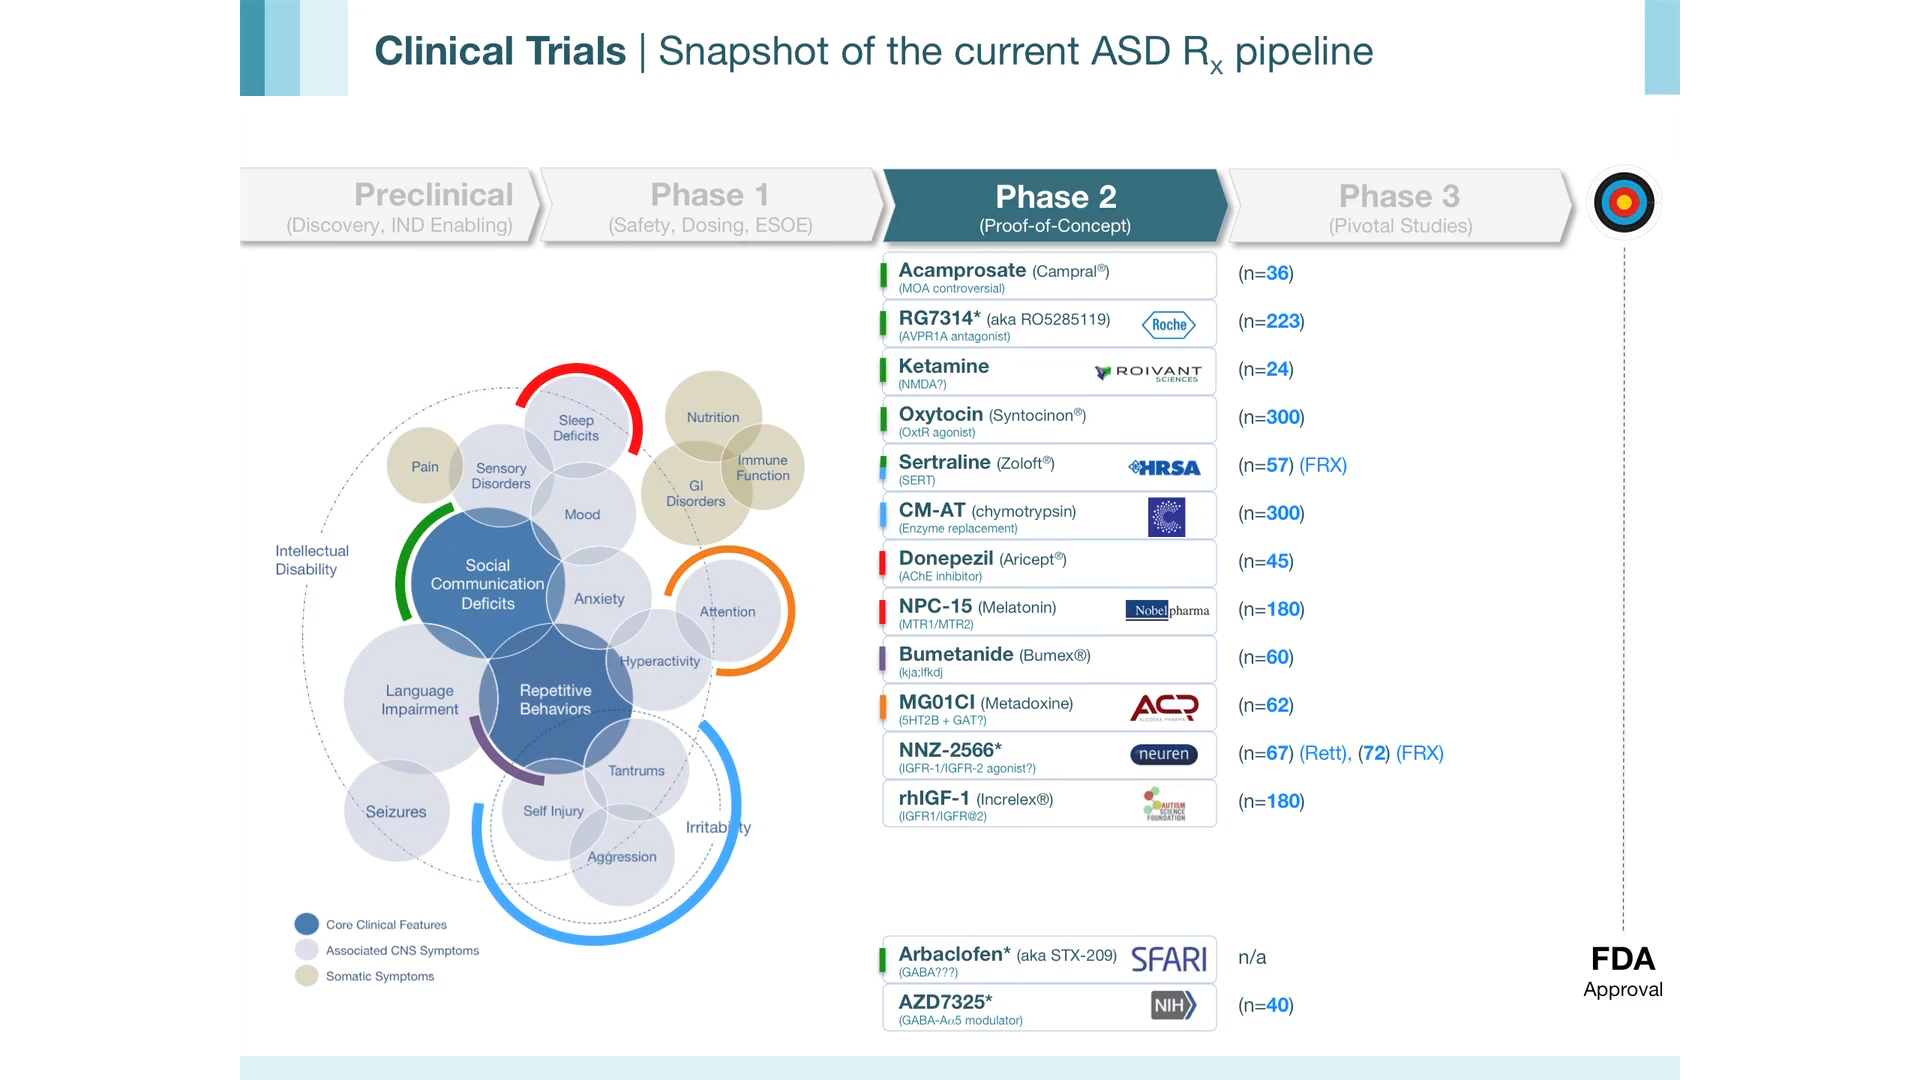 Clinical Trials | Snapshot of the current ASD Rx pipeline
Preclinical
(Discovery, IND Enabling)
Phase 1
(Safety, Dosing, ESOE)
Phase 2
(Proof-of-Concept)
Phase 3
(Pivotal Studies)
Sleep
Deficits
Nutrition
Pain
Sensory
Disorders
Immune
Function
GI
Disorders
Mood
Intellectual
Disability
Social
Communication
Deficits
Anxiety
Attention
Hyperactivity
Language
Impairment
Repetitive
Behaviors
Tantrums
Seizures
Self Injury
Irritability
Aggression
Core Clinical Features
Associated CNS Symptoms
Somatic Symptoms
Acamprosate (Campral®)
(MOA controversial)
(n=36)
RG7314* (aka RO5285119)
(AVPR1A antagonist)
Roche
(n=223)
Ketamine
(NMDA?)
ROIVANT
SCIENCES
(n=24)
Oxytocin (Syntocinon®)
(OxtR agonist)
(n=300)
Sertraline (Zoloft®)
(SERT)
HRSA
(n=57) (FRX)
CM-AT (chymotrypsin)
(Enzyme replacement)
(n=300)
Donepezil (Aricept®)
(AChE inhibitor)
(n=45)
NPC-15 (Melatonin)
(MTR1/MTR2)
Nobelpharma
(n=180)
Bumetanide (Bumex®)
(kja;lfkdj
(n=60)
MG01CI (Metadoxine)
(5HT2B + GAT?)
ACP
ALCOBRA PHARMA
(n=62)
NNZ-2566*
(IGFR-1/IGFR-2 agonist?)
neuren
(n=67) (Rett), (72) (FRX)
rhIGF-1 (Increlex®)
(IGFR1/IGFR@2)
AUTISM
SCIENCE
FOUNDATION
(n=180)
Arbaclofen* (aka STX-209)
(GABA???)
SFARI
n/a
AZD7325*
(GABA-Aα5 modulator)
NIH
(n=40)
FDA
Approval